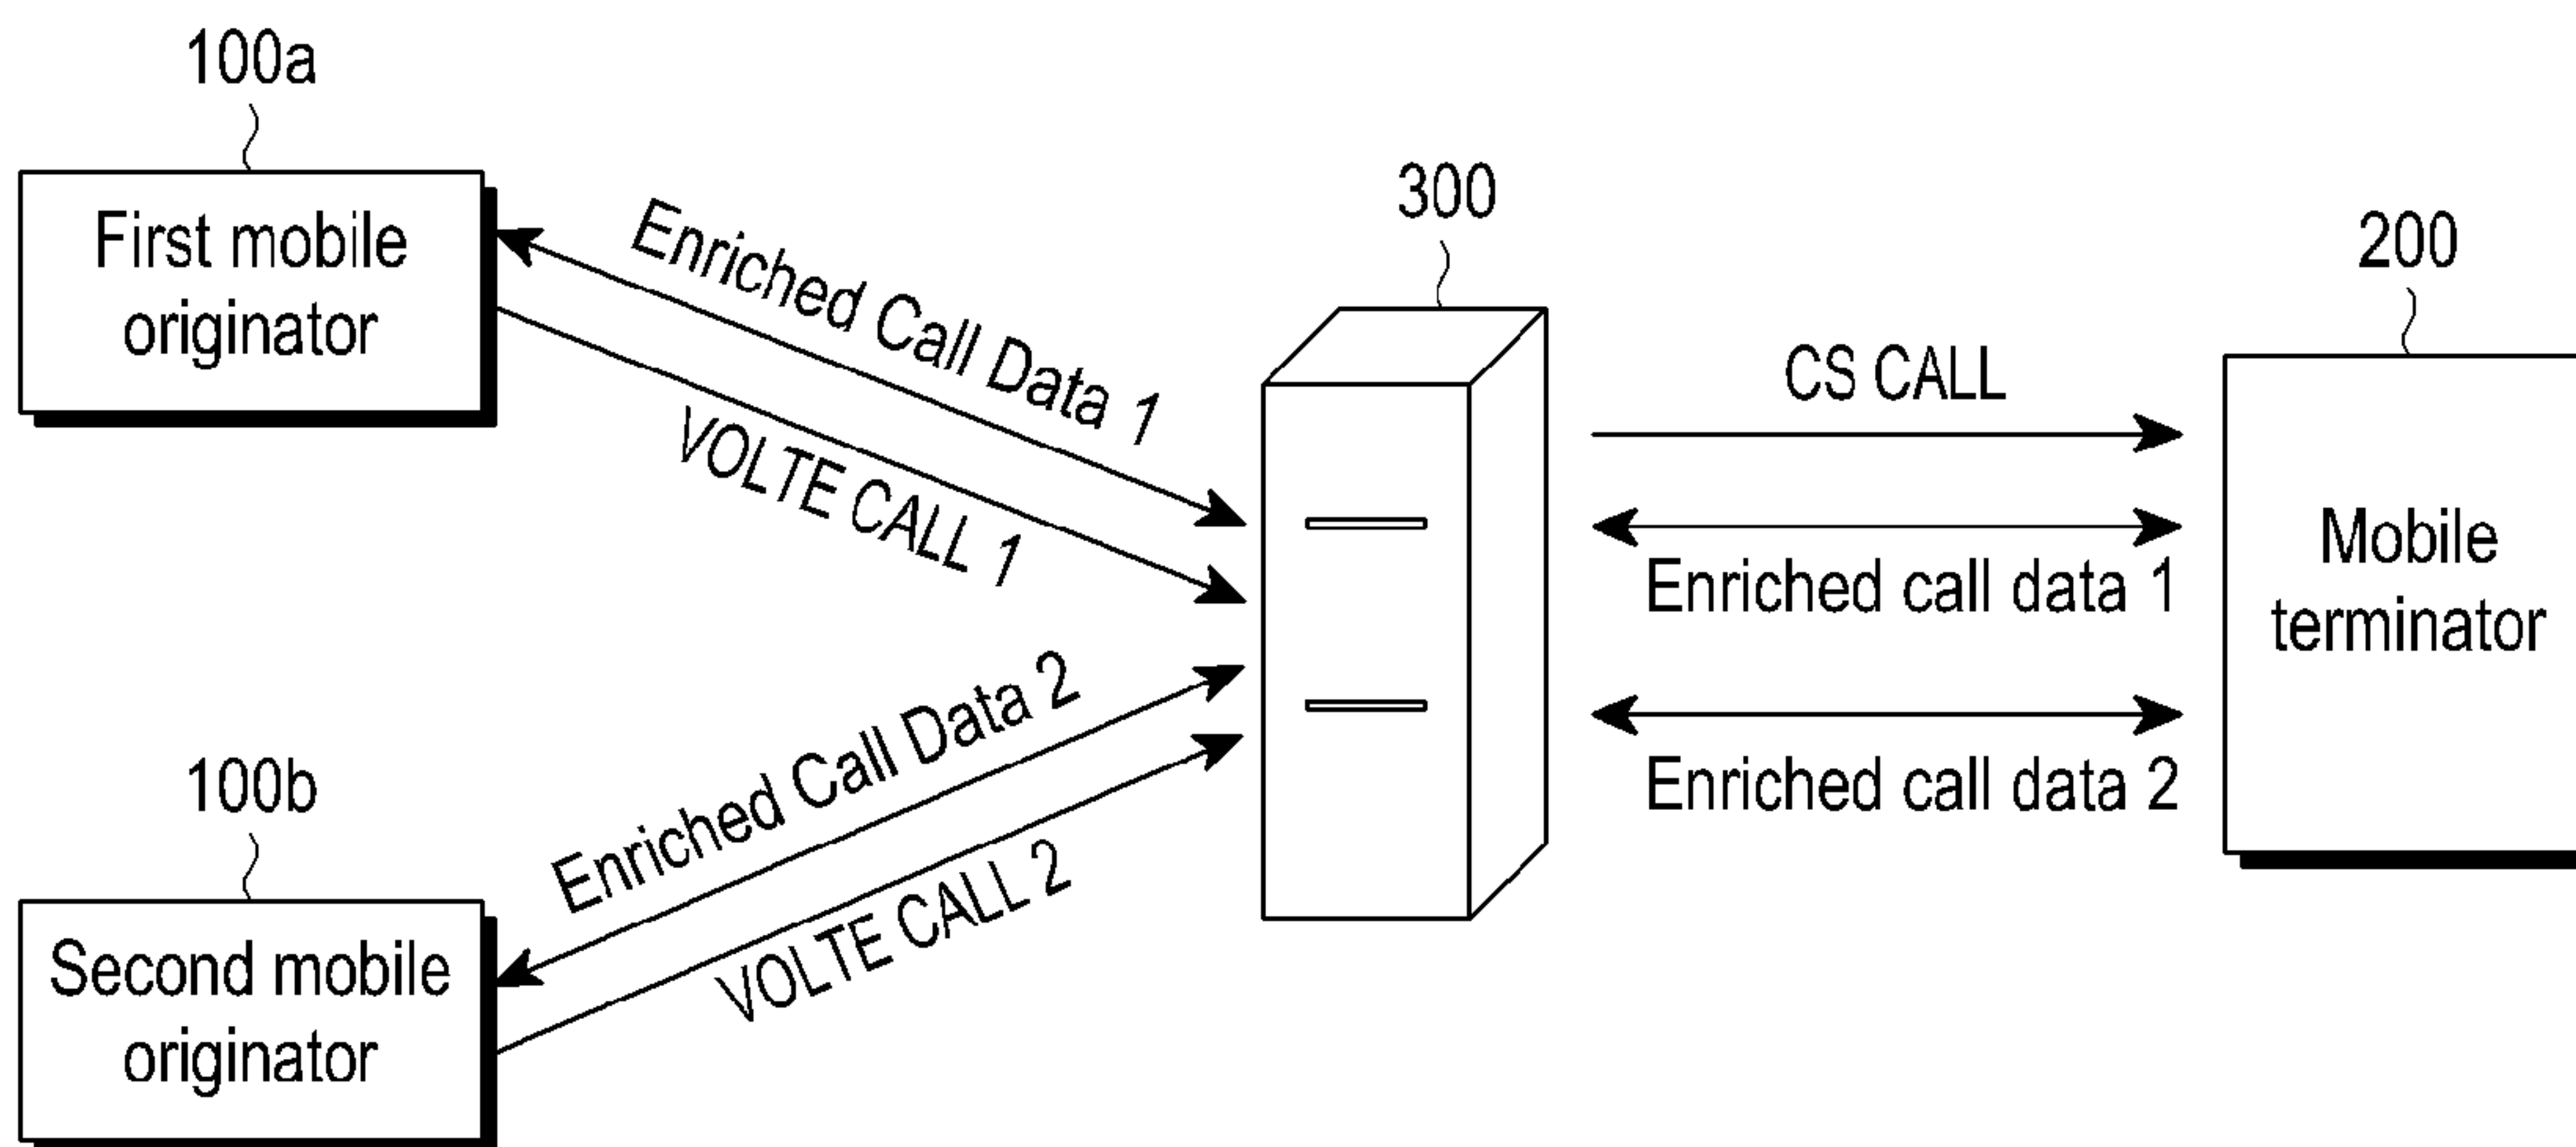 100a
First mobile
originator
Enriched Call Data 1
VOLTE CALL 1
100b
Second mobile
originator
Enriched Call Data 2
VOLTE CALL 2
300
CS CALL
Enriched call data 1
Enriched call data 2
200
Mobile
terminator